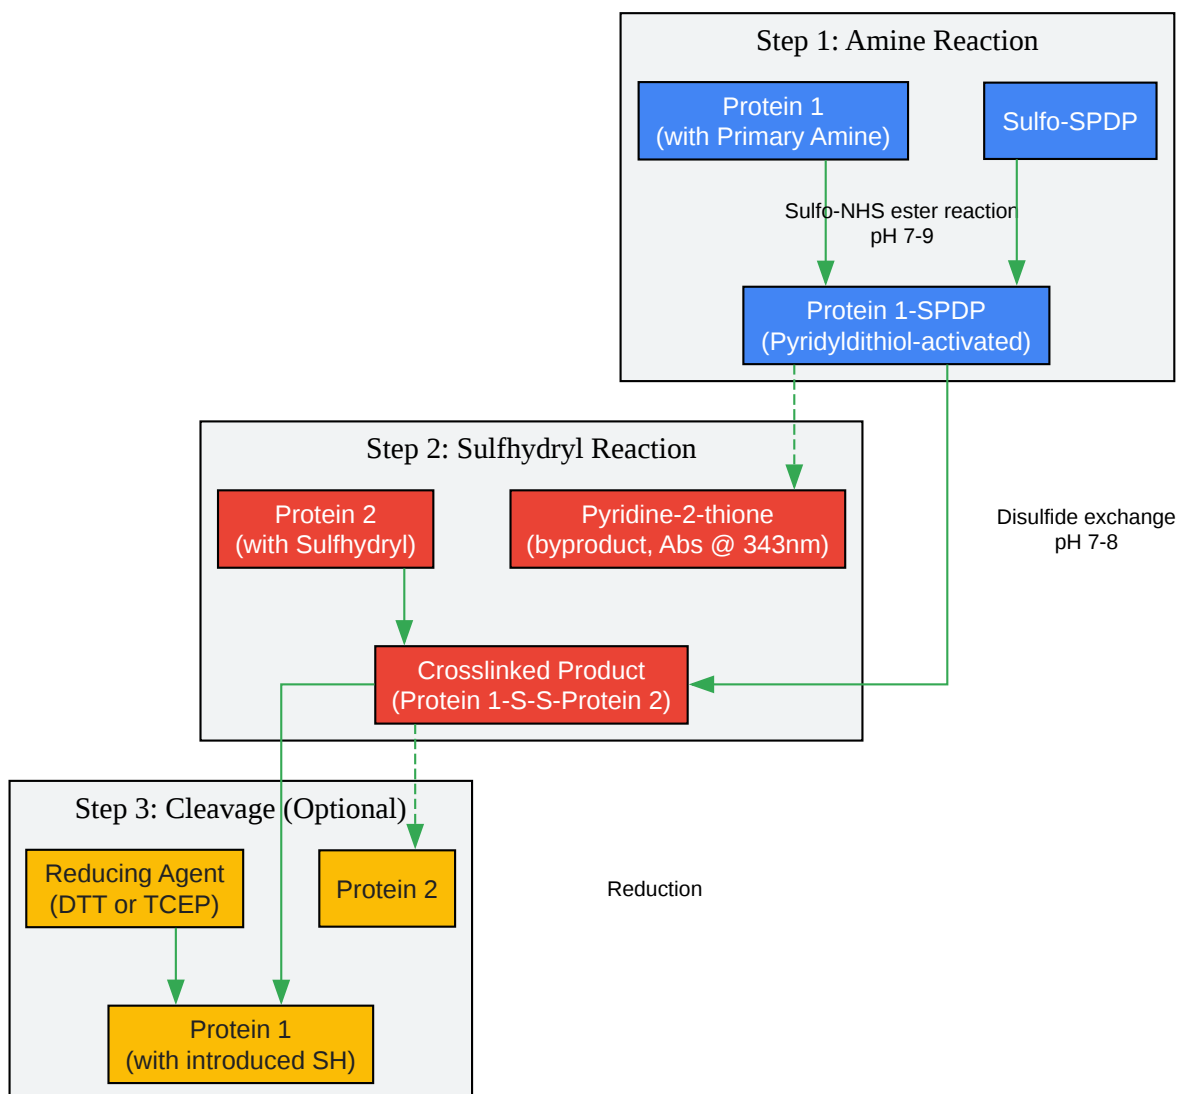 Step 1: Amine Reaction
Protein 1
(with Primary Amine)
Sulfo-SPDP
Sulfo-NHS ester reaction
pH 7-9
Protein 1-SPDP
(Pyridyldithiol-activated)
Step 2: Sulfhydryl Reaction
Protein 2
(with Sulfhydryl)
Pyridine-2-thione
(byproduct, Abs @ 343nm)
Disulfide exchange
pH 7-8
Crosslinked Product
(Protein 1-S-S-Protein 2)
Step 3: Cleavage (Optional)
Reducing Agent
(DTT or TCEP)
Protein 2
Reduction
Protein 1
(with introduced SH)